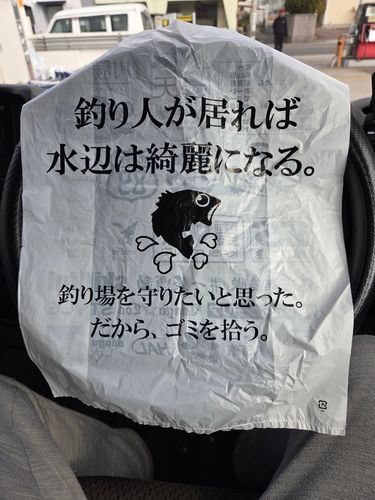 釣り人が居れば
水辺は綺麗になる。
釣り場を守りたいと思った。
だから、ゴミを拾う。